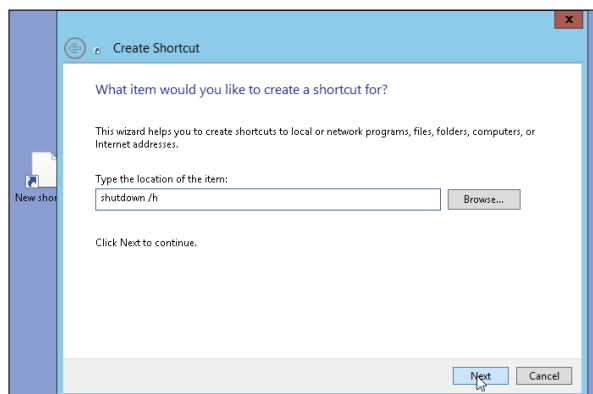 x
Create Shortcut
What item would you like to create a shortcut for?
This wizard helps you to create shortcuts to local or network programs, files, folders, computers, or
Internet addresses.
Type the location of the item:
New shor
shutdown /h
Browse...
Click Next to continue.
Next
Cancel